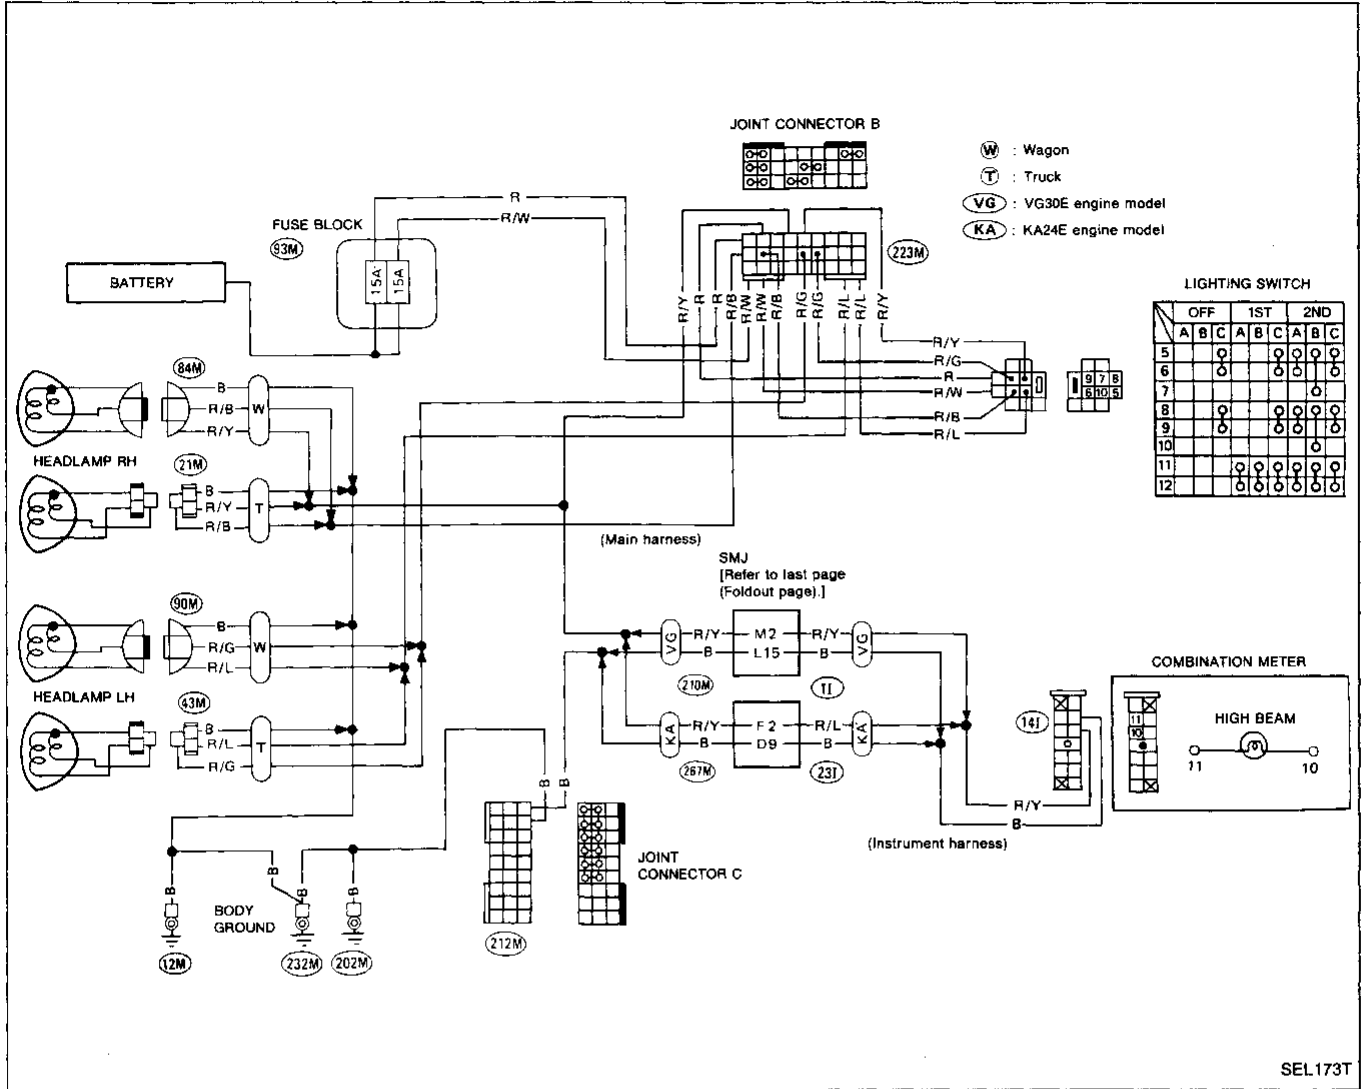 JOINT CONNECTOR B
W : Wagon
T : Truck
VG : VG30E engine model
KA : KA24E engine model
R
R/W
FUSE BLOCK
93M
15A
15A
BATTERY
223M
R/Y
R
R/B
R/W
R/W
R/B
R/G
R/G
R/L
R/L
R/Y
LIGHTING SWITCH
OFF 1ST 2ND
A B C A B C A B C
5
6
7
8
9
10
11
12
R/Y
R/G
R
R/W
R/B
R/L
9 7 8
6 10 5
84M
B
R/B
R/Y
W
HEADLAMP RH
21M
B
R/Y
R/B
T
(Main harness)
SMJ
[Refer to last page
(Foldout page).]
90M
B
R/G
R/L
W
HEADLAMP LH
43M
B
R/L
R/G
T
VG R/Y M2 R/Y VG
B L15 B
210M
1I
KA R/Y F2 R/L KA
B D9 B
267M
23I
COMBINATION METER
14I
11
10
HIGH BEAM
11
10
R/Y
B
(Instrument harness)
B
B
JOINT
CONNECTOR C
212M
B
B
B
B
BODY
GROUND
12M
232M
202M
SEL173T